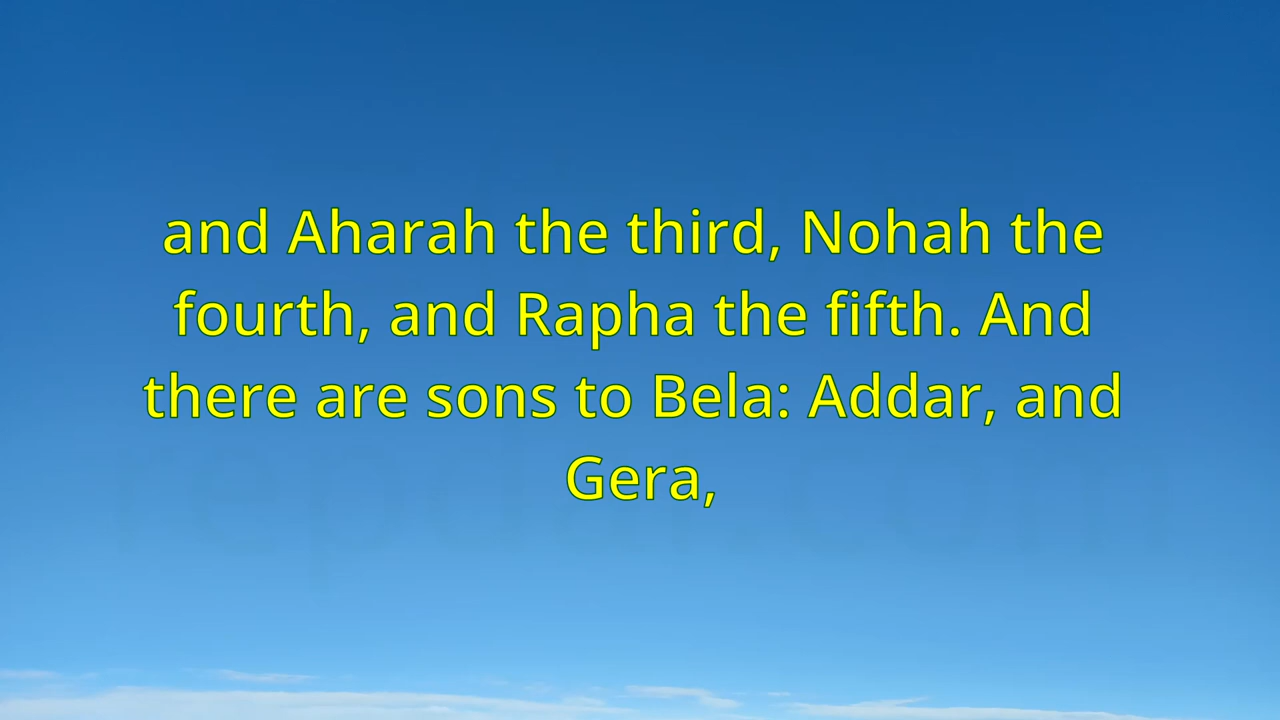 and Aharah the third, Nohah the
fourth, and Rapha the fifth. And
there are sons to Bela: Addar, and
Gera,